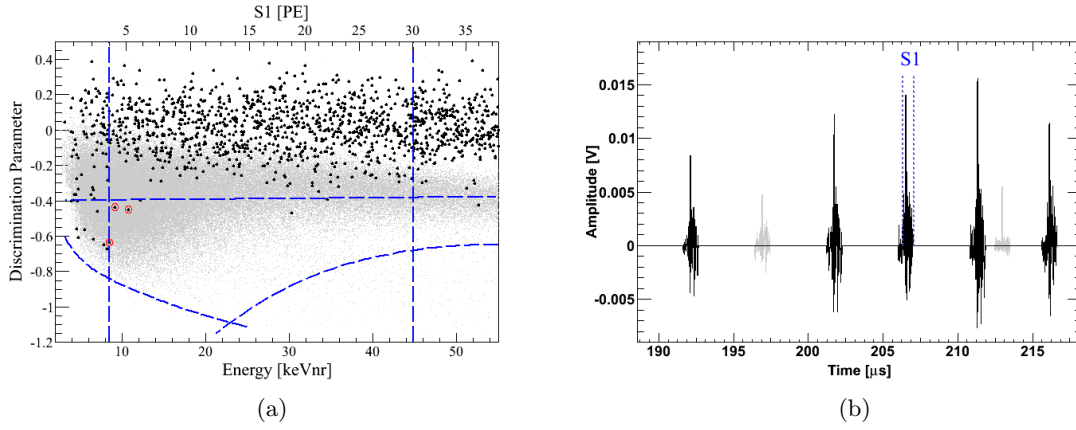 S1 [PE]
5 10 15 20 25 30 35
0.4
0.2
0
-0.2
-0.4
-0.6
-0.8
-1
-1.2
Discrimination Parameter
10 20 30 40 50
Energy [keVnr]
(a)
S1
0.015
0.010
0.005
0
-0.005
Amplitude [V]
190 195 200 205 210 215
Time [μs]
(b)